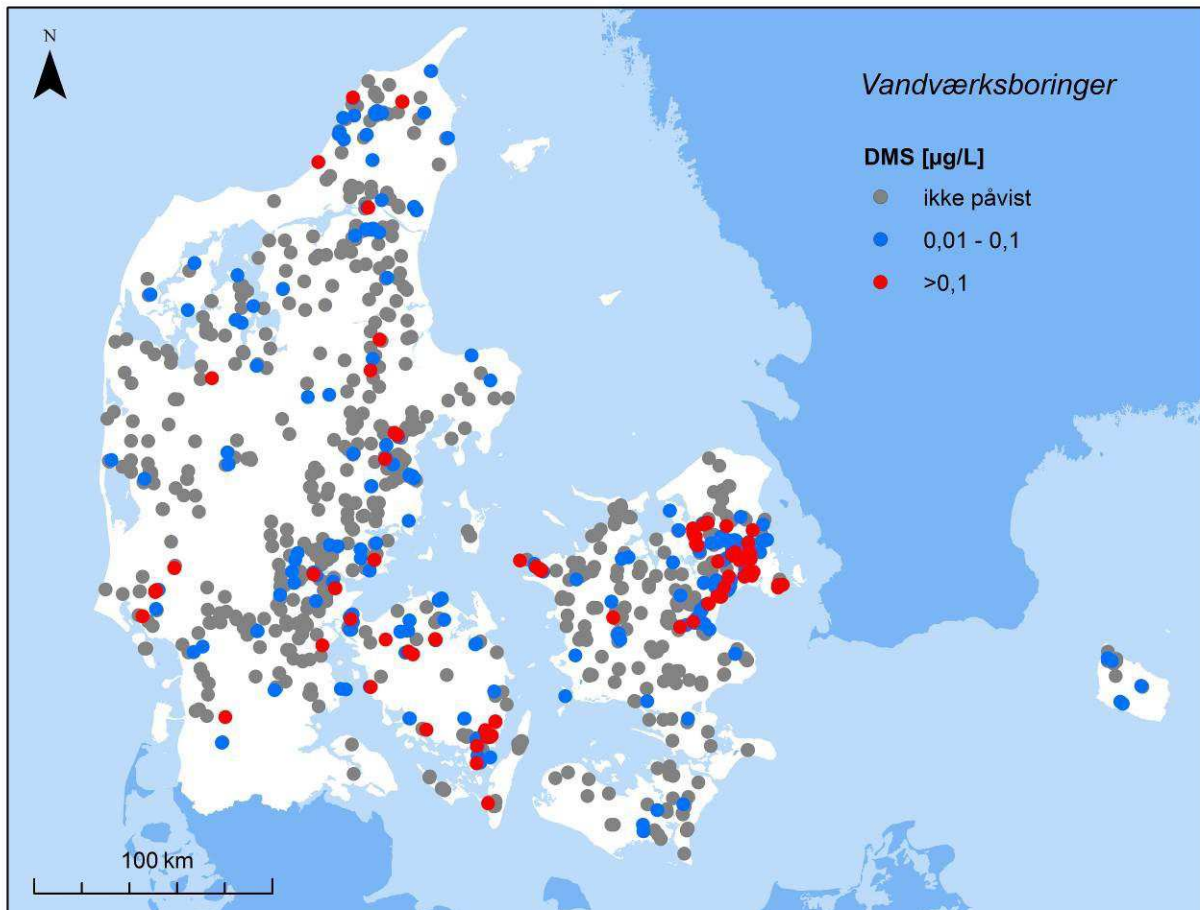 N
Vandværksboringer
DMS [µg/L]
ikke påvist
0,01 - 0,1
>0,1
100 km